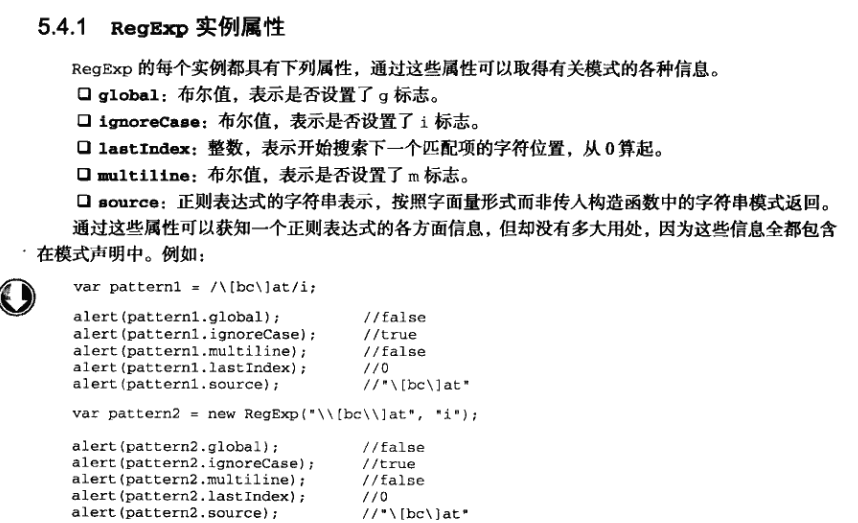 5.4.1 RegExp 实例属性
RegExp 的每个实例都具有下列属性，通过这些属性可以取得有关模式的各种信息。
❑ global：布尔值，表示是否设置了 g 标志。
❑ ignoreCase：布尔值，表示是否设置了 i 标志。
❑ lastIndex：整数，表示开始搜索下一个匹配项的字符位置，从 0 算起。
❑ multiline：布尔值，表示是否设置了 m 标志。
❑ source：正则表达式的字符串表示，按照字面量形式而非传入构造函数中的字符串模式返回。
通过这些属性可以获知一个正则表达式的各方面信息，但却没有多大用处，因为这些信息全都包含
在模式声明中。例如：
var pattern1 = /\[bc\]at/i;
alert(pattern1.global); //false
alert(pattern1.ignoreCase); //true
alert(pattern1.multiline); //false
alert(pattern1.lastIndex); //0
alert(pattern1.source); //"\[bc\]at"
var pattern2 = new RegExp("\\[bc\\]at", "i");
alert(pattern2.global); //false
alert(pattern2.ignoreCase); //true
alert(pattern2.multiline); //false
alert(pattern2.lastIndex); //0
alert(pattern2.source); //"\[bc\]at"